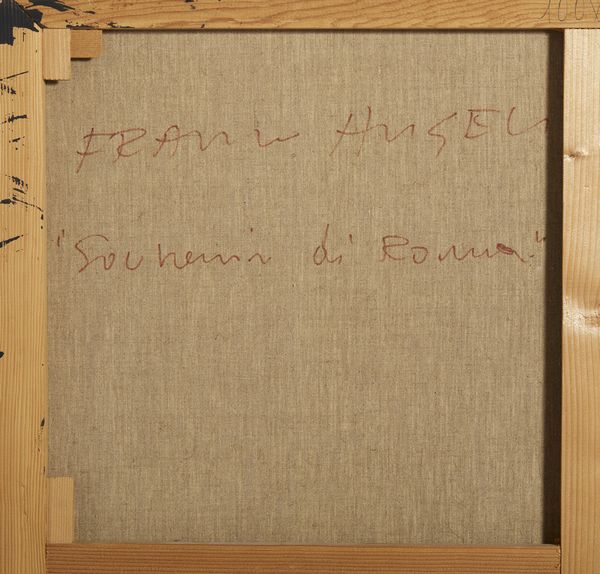 FRANCO ANGELI
"Souvenir di Roma"